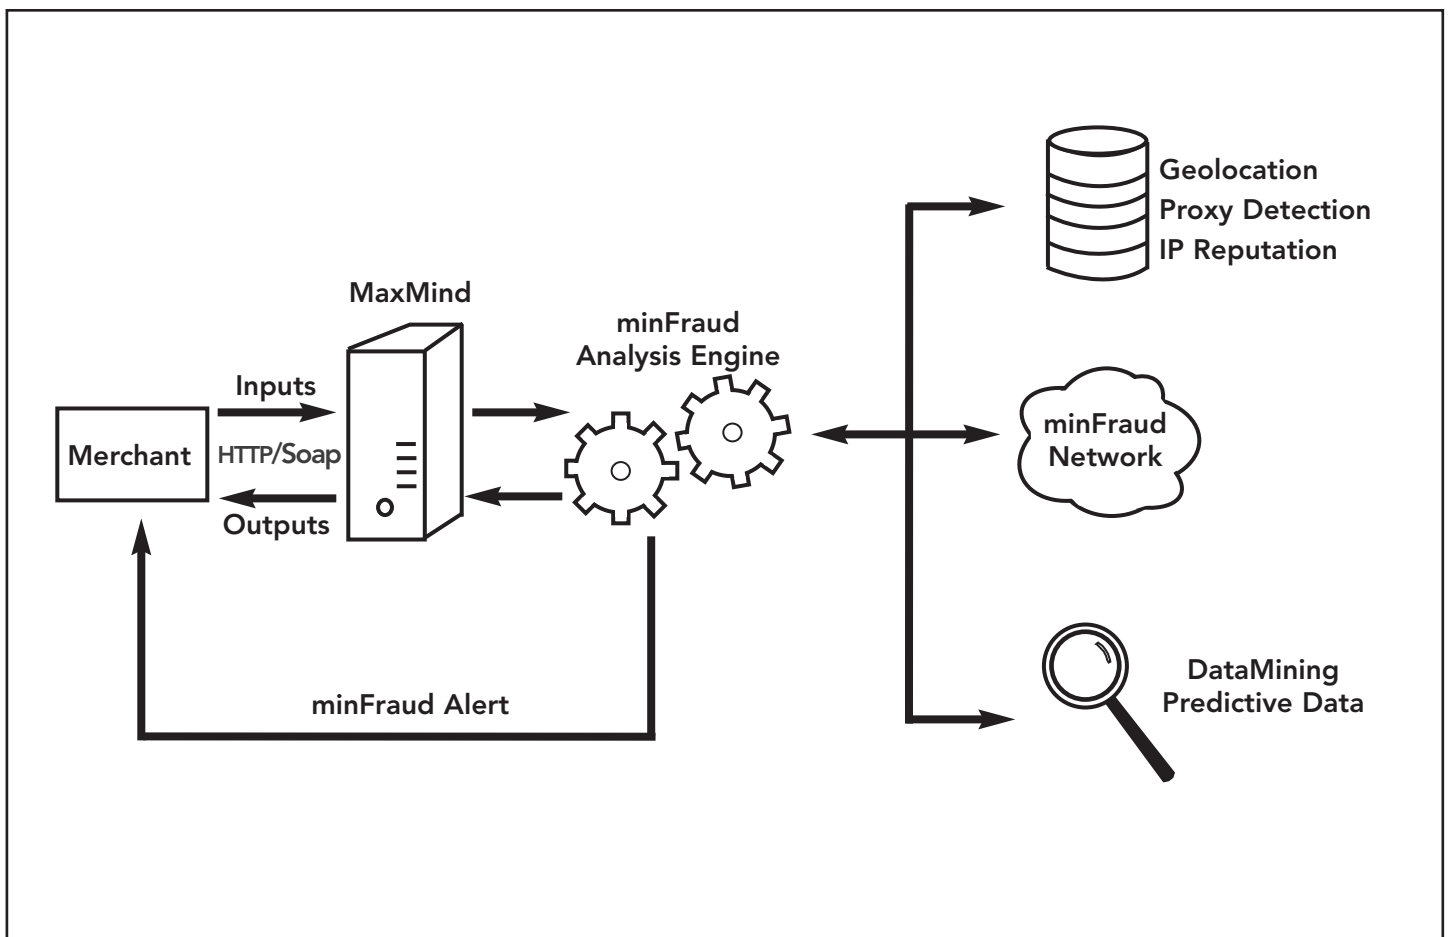 MaxMind
minFraud
Analysis Engine
Inputs
Merchant
HTTP/Soap
Outputs
minFraud Alert
Geolocation
Proxy Detection
IP Reputation
minFraud
Network
DataMining
Predictive Data